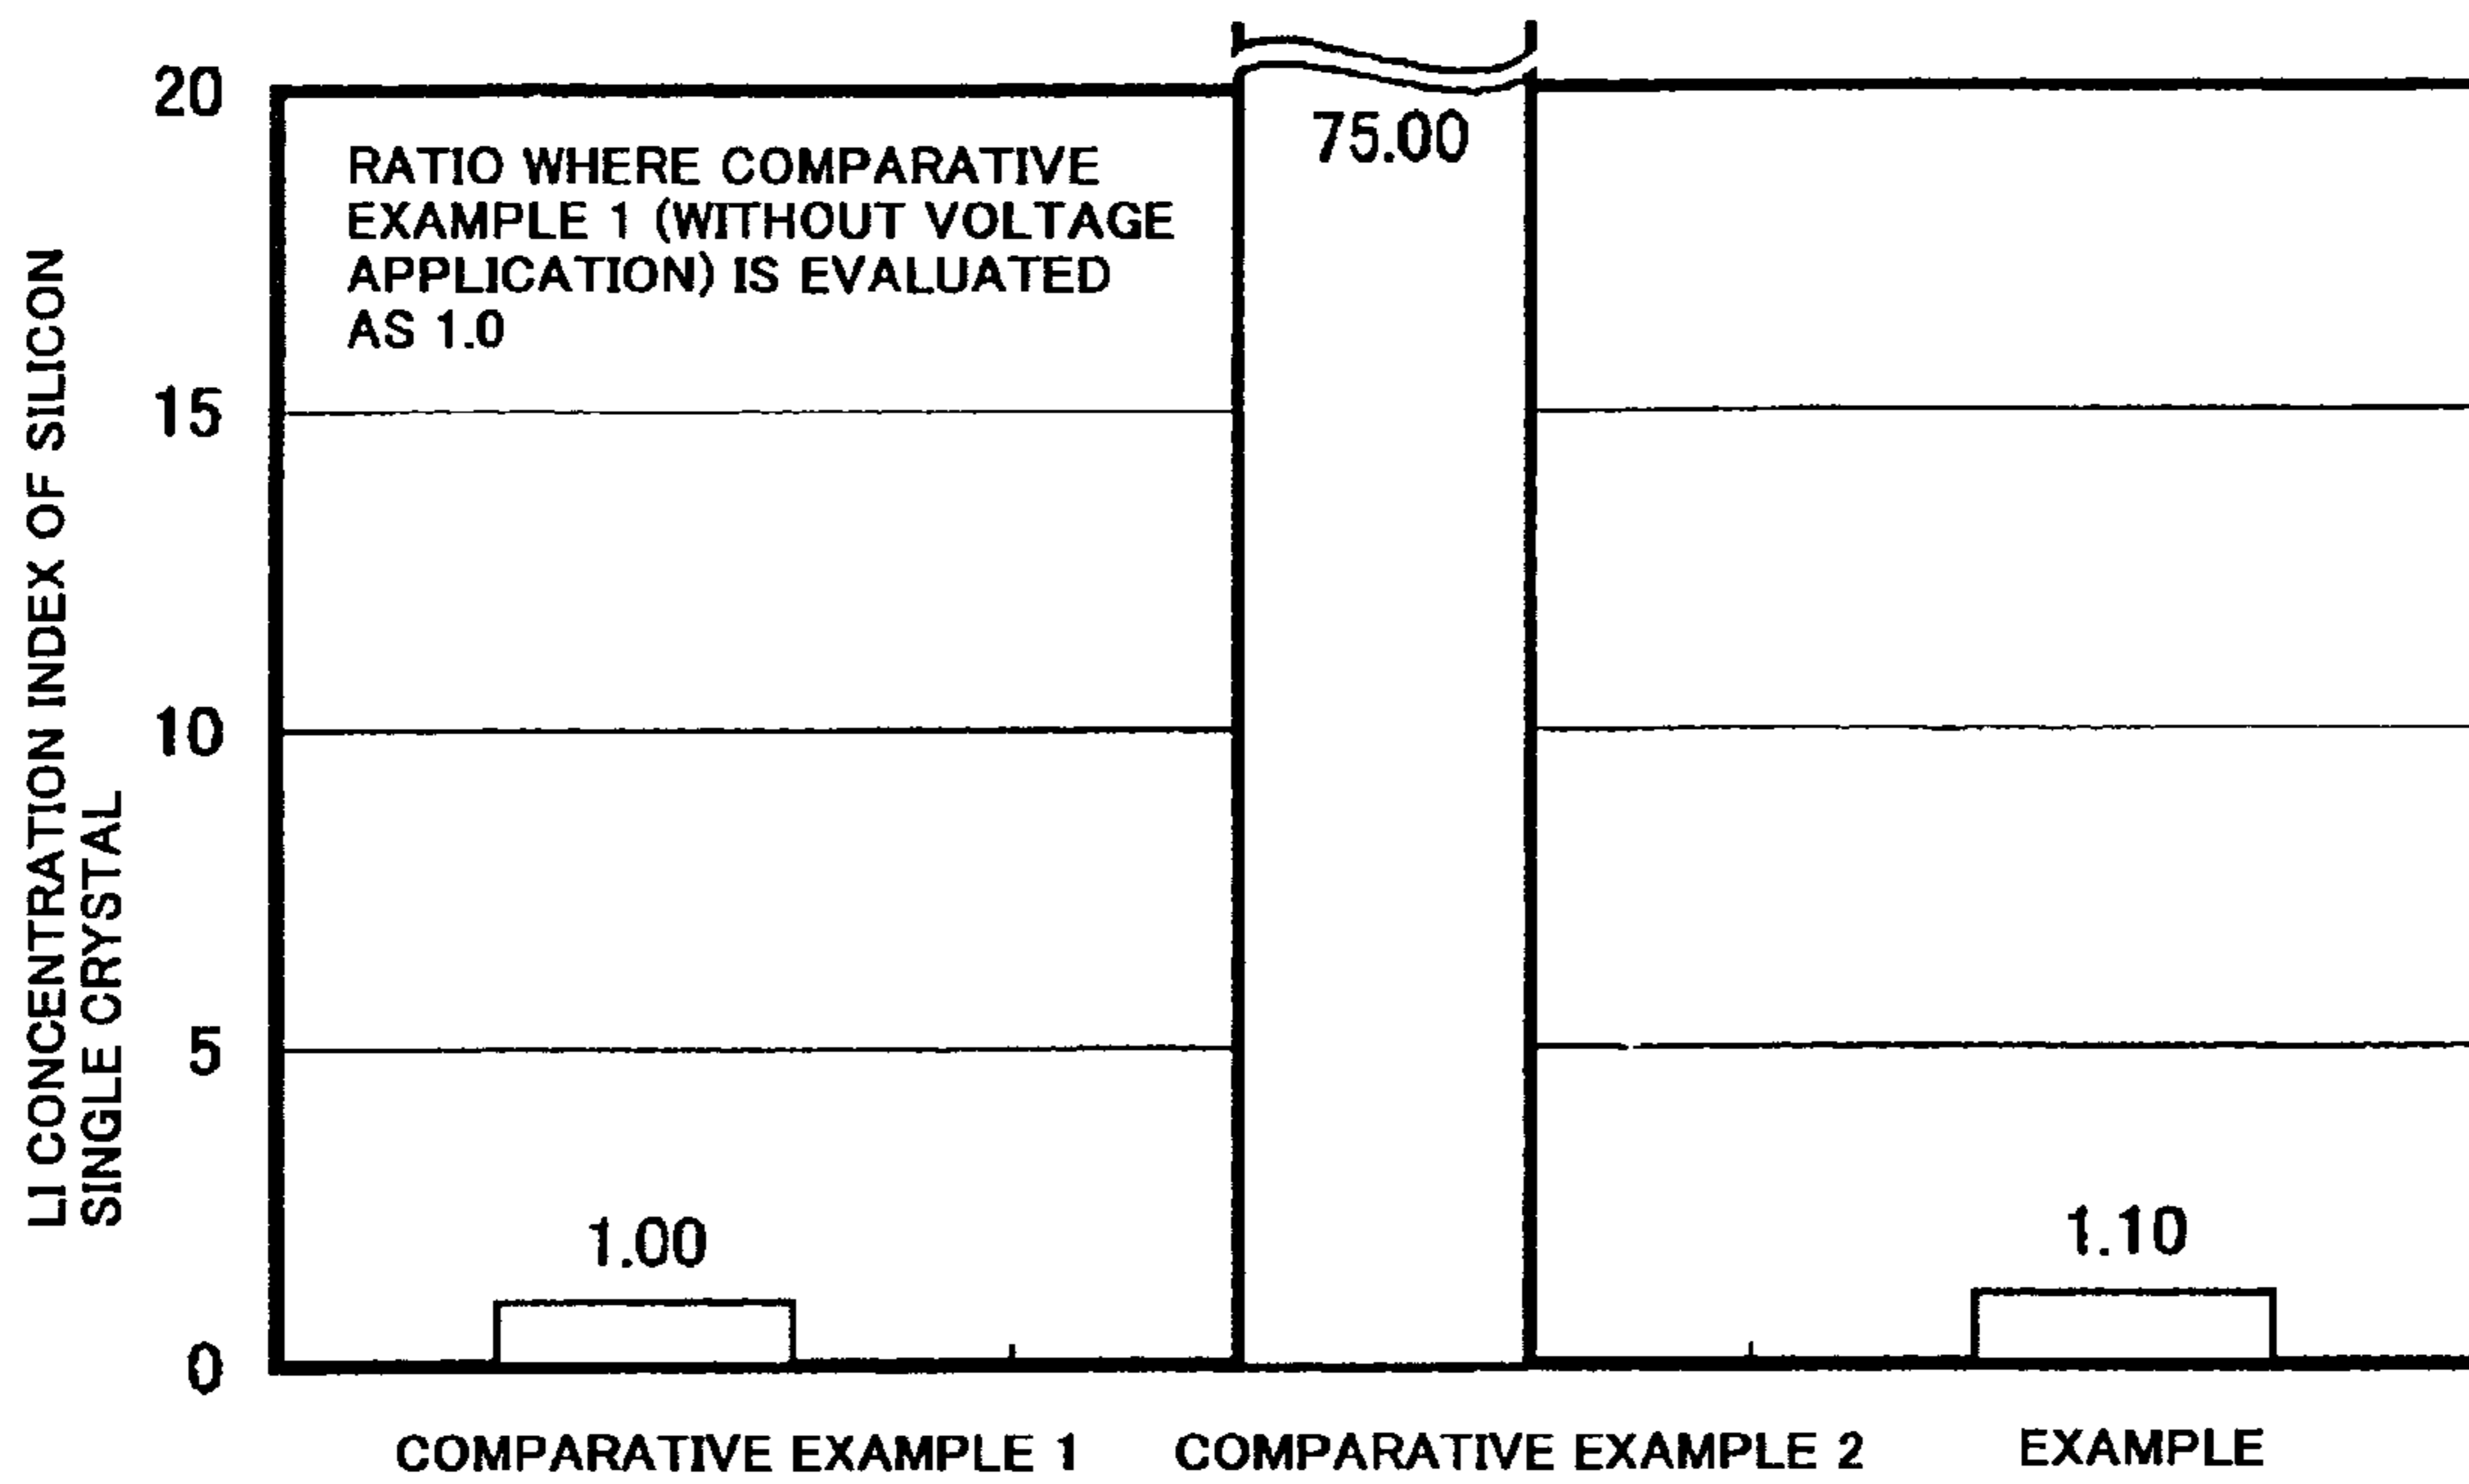 LI CONCENTRATION INDEX OF SILICON
SINGLE CRYSTAL
20
15
10
5
0
RATIO WHERE COMPARATIVE
EXAMPLE 1 (WITHOUT VOLTAGE
APPLICATION) IS EVALUATED
AS 1.0
75.00
1.00
1.10
COMPARATIVE EXAMPLE 1
COMPARATIVE EXAMPLE 2
EXAMPLE